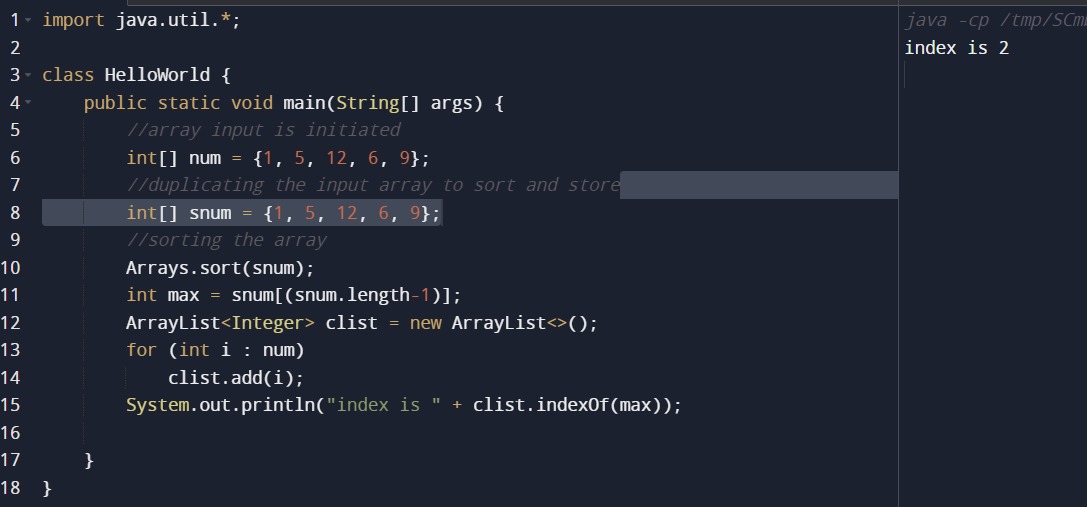 1 import java.util.*;
2
3 class HelloWorld {
4 public static void main(String[] args) {
5 //array input is initiated
6 int[] num = {1, 5, 12, 6, 9};
7 //duplicating the input array to sort and store
8 int[] snum = {1, 5, 12, 6, 9};
9 //sorting the array
10 Arrays.sort(snum);
11 int max = snum[(snum.length-1)];
12 ArrayList<Integer> clist = new ArrayList<>();
13 for (int i : num)
14 clist.add(i);
15 System.out.println("index is " + clist.indexOf(max));
16
17 }
18 }
java -cp
index is 2